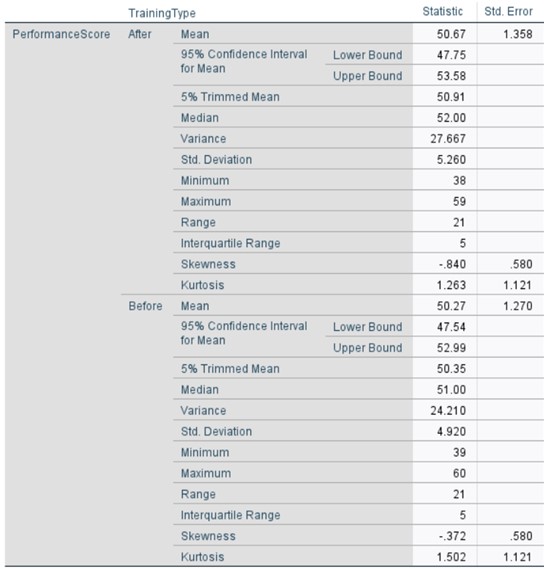 TrainingType Statistic Std. Error
PerformanceScore After Mean 50.67 1.358
95% Confidence Interval for Mean Lower Bound 47.75
Upper Bound 53.58
5% Trimmed Mean 50.91
Median 52.00
Variance 27.667
Std. Deviation 5.260
Minimum 38
Maximum 59
Range 21
Interquartile Range 5
Skewness -.840 .580
Kurtosis 1.263 1.121
Before Mean 50.27 1.270
95% Confidence Interval for Mean Lower Bound 47.54
Upper Bound 52.99
5% Trimmed Mean 50.35
Median 51.00
Variance 24.210
Std. Deviation 4.920
Minimum 39
Maximum 60
Range 21
Interquartile Range 5
Skewness -.372 .580
Kurtosis 1.502 1.121